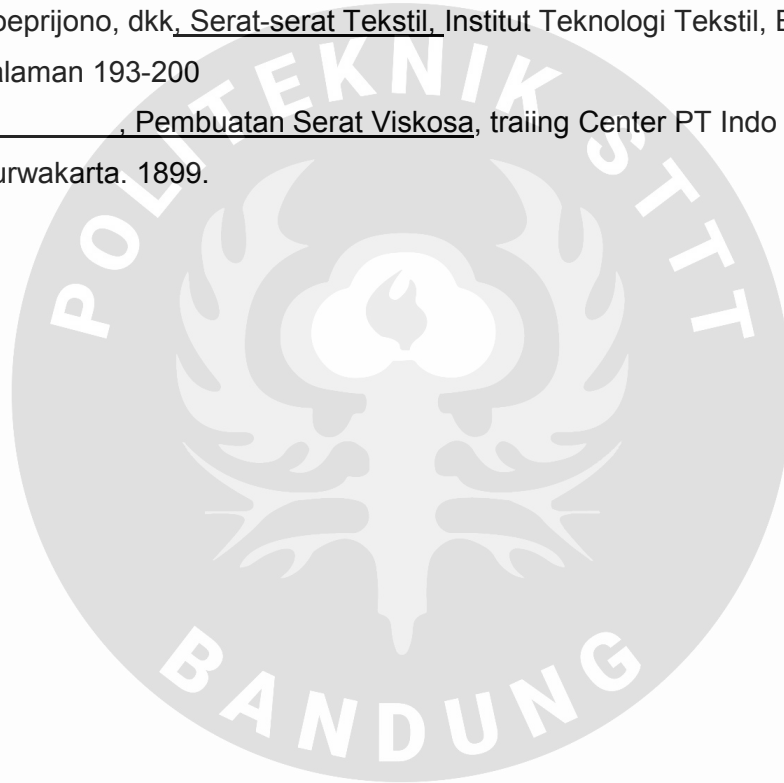 oeprijono, dkk, Serat-serat Tekstil, Institut Teknologi Tekstil, B
alaman 193-200
, Pembuatan Serat Viskosa, traiing Center PT Indo
urwakarta. 1899.
POLITEKNIK STTT
BANDUNG